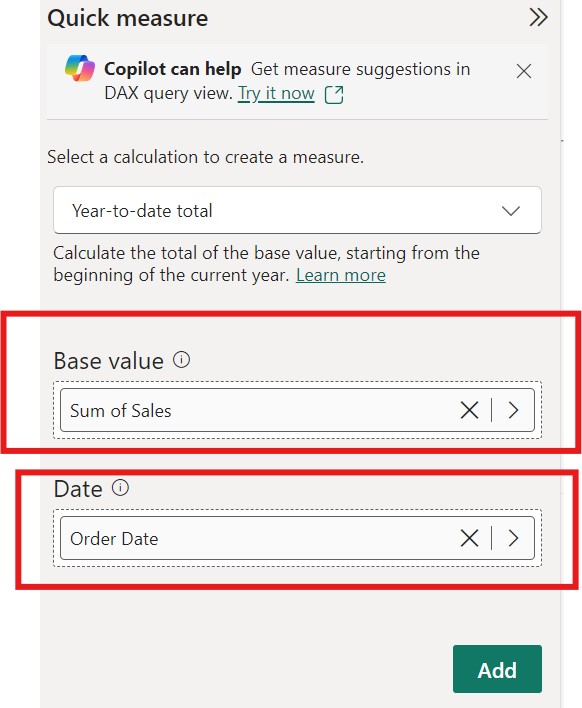 Quick measure
Copilot can help Get measure suggestions in
DAX query view. Try it now
Select a calculation to create a measure.
Year-to-date total
Calculate the total of the base value, starting from the
beginning of the current year. Learn more
Base value
Sum of Sales
Date
Order Date
Add